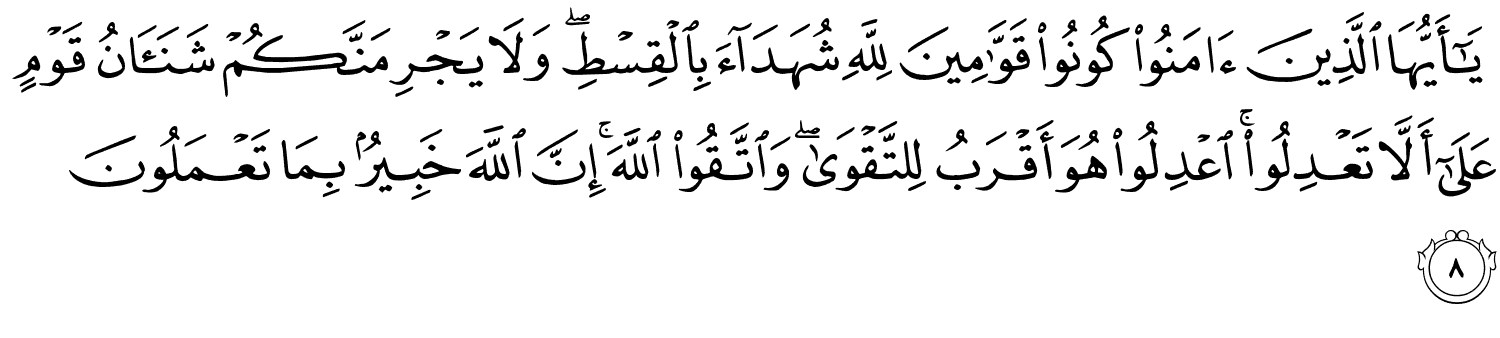 يَـٰٓأَيُّهَا ٱلَّذِينَ ءَامَنُوا۟ كُونُوا۟ قَوَّٰمِينَ لِلَّهِ شُهَدَآءَ بِٱلْقِسْطِ ۖ وَلَا يَجْرِمَنَّكُمْ شَنَـَٔانُ قَوْمٍ
عَلَىٰٓ أَلَّا تَعْدِلُوا۟ ۚ ٱعْدِلُوا۟ هُوَ أَقْرَبُ لِلتَّقْوَىٰ ۖ وَٱتَّقُوا۟ ٱللَّهَ ۚ إِنَّ ٱللَّهَ خَبِيرٌۢ بِمَا تَعْمَلُونَ
٨